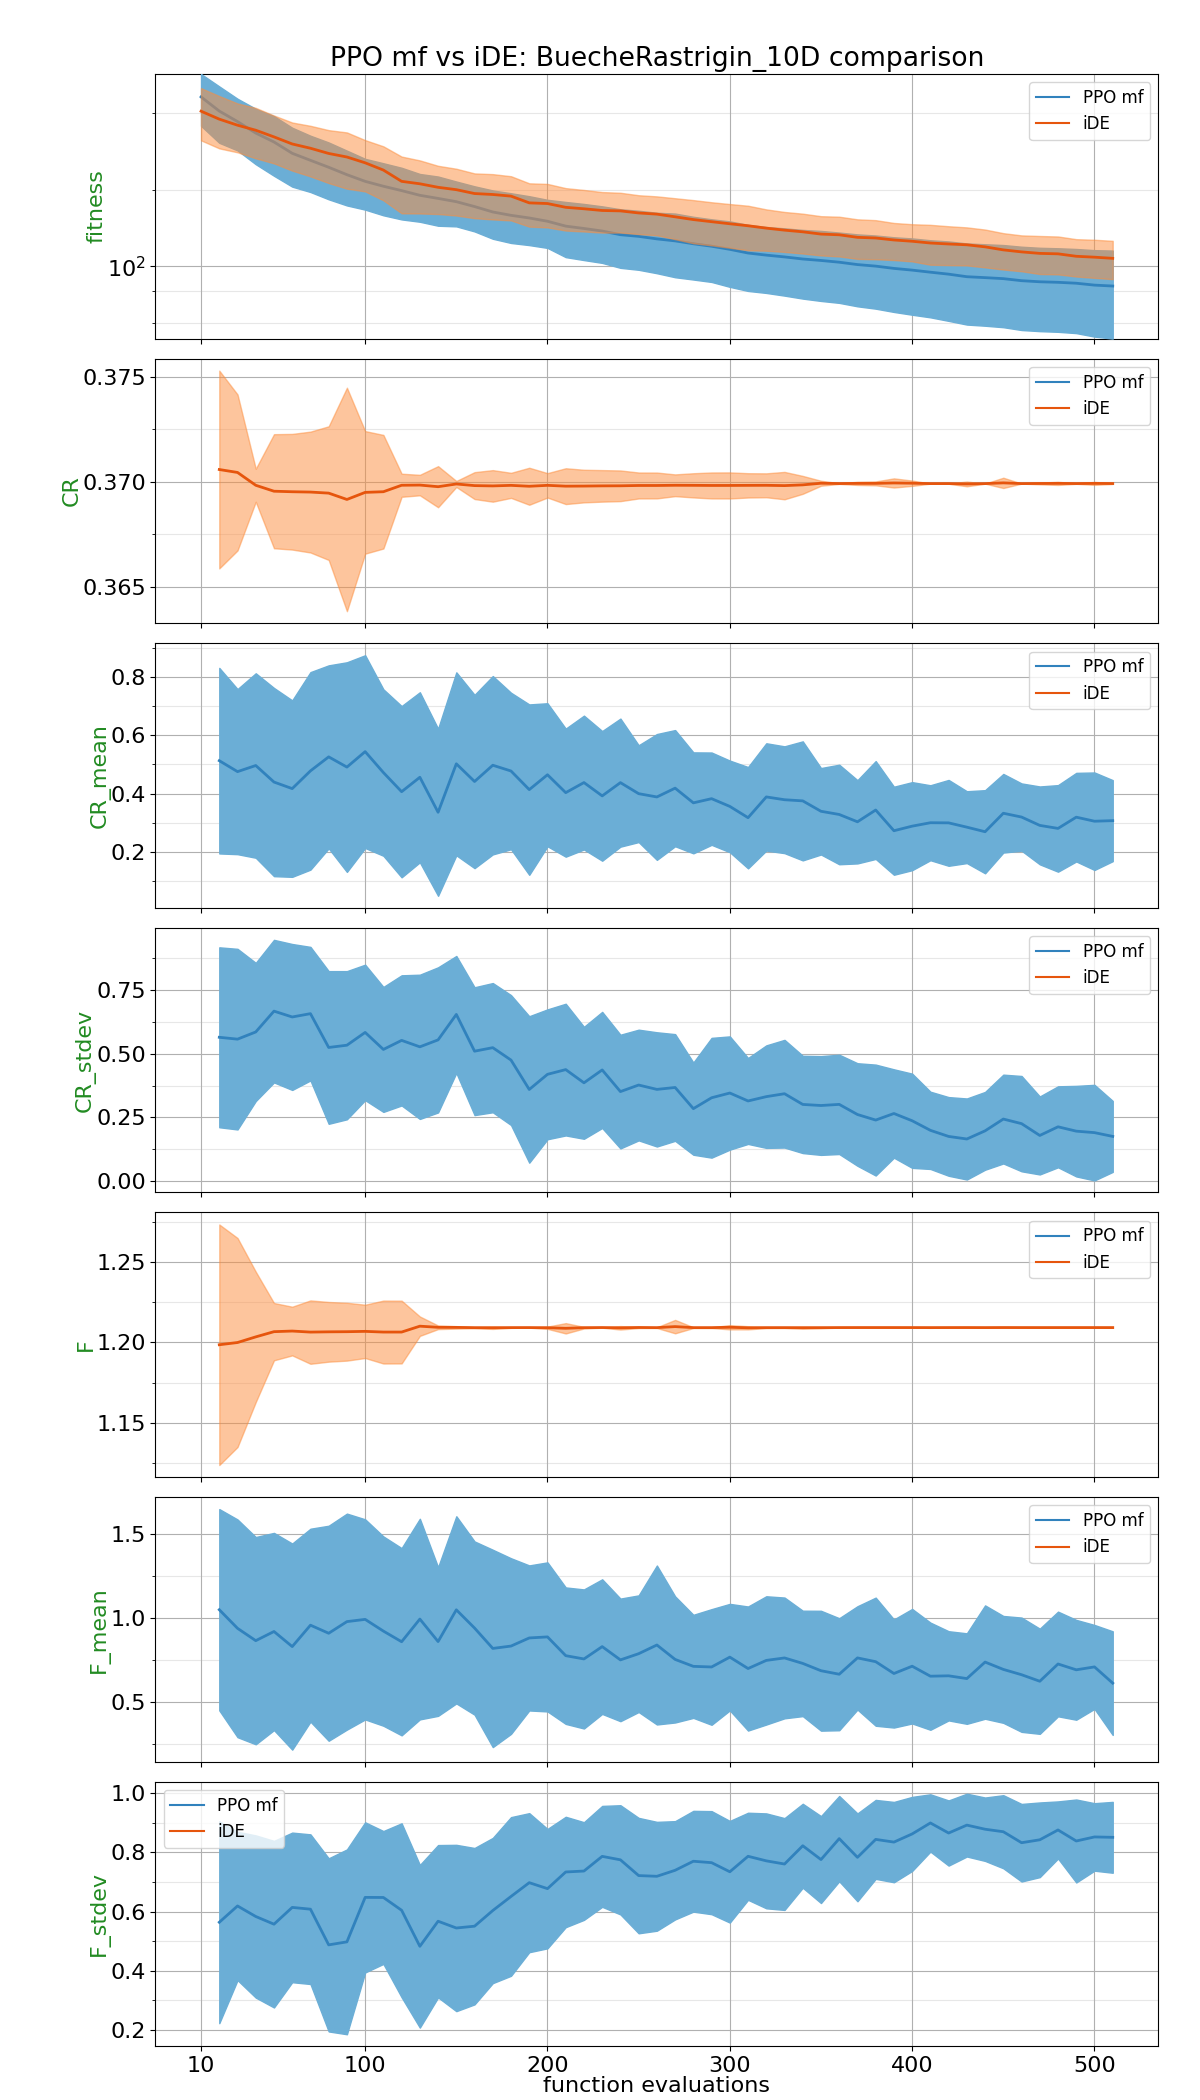 PPO mf vs iDE: BuecheRastrigin_10D comparison
fitness
10²
PPO mf
iDE
CR
0.375
0.370
0.365
PPO mf
iDE
CR_mean
0.8
0.6
0.4
0.2
PPO mf
iDE
CR_stdev
0.75
0.50
0.25
0.00
PPO mf
iDE
F
1.25
1.20
1.15
PPO mf
iDE
F_mean
1.5
1.0
0.5
PPO mf
iDE
F_stdev
1.0
0.8
0.6
0.4
0.2
PPO mf
iDE
10 100 200 300 400 500
function evaluations